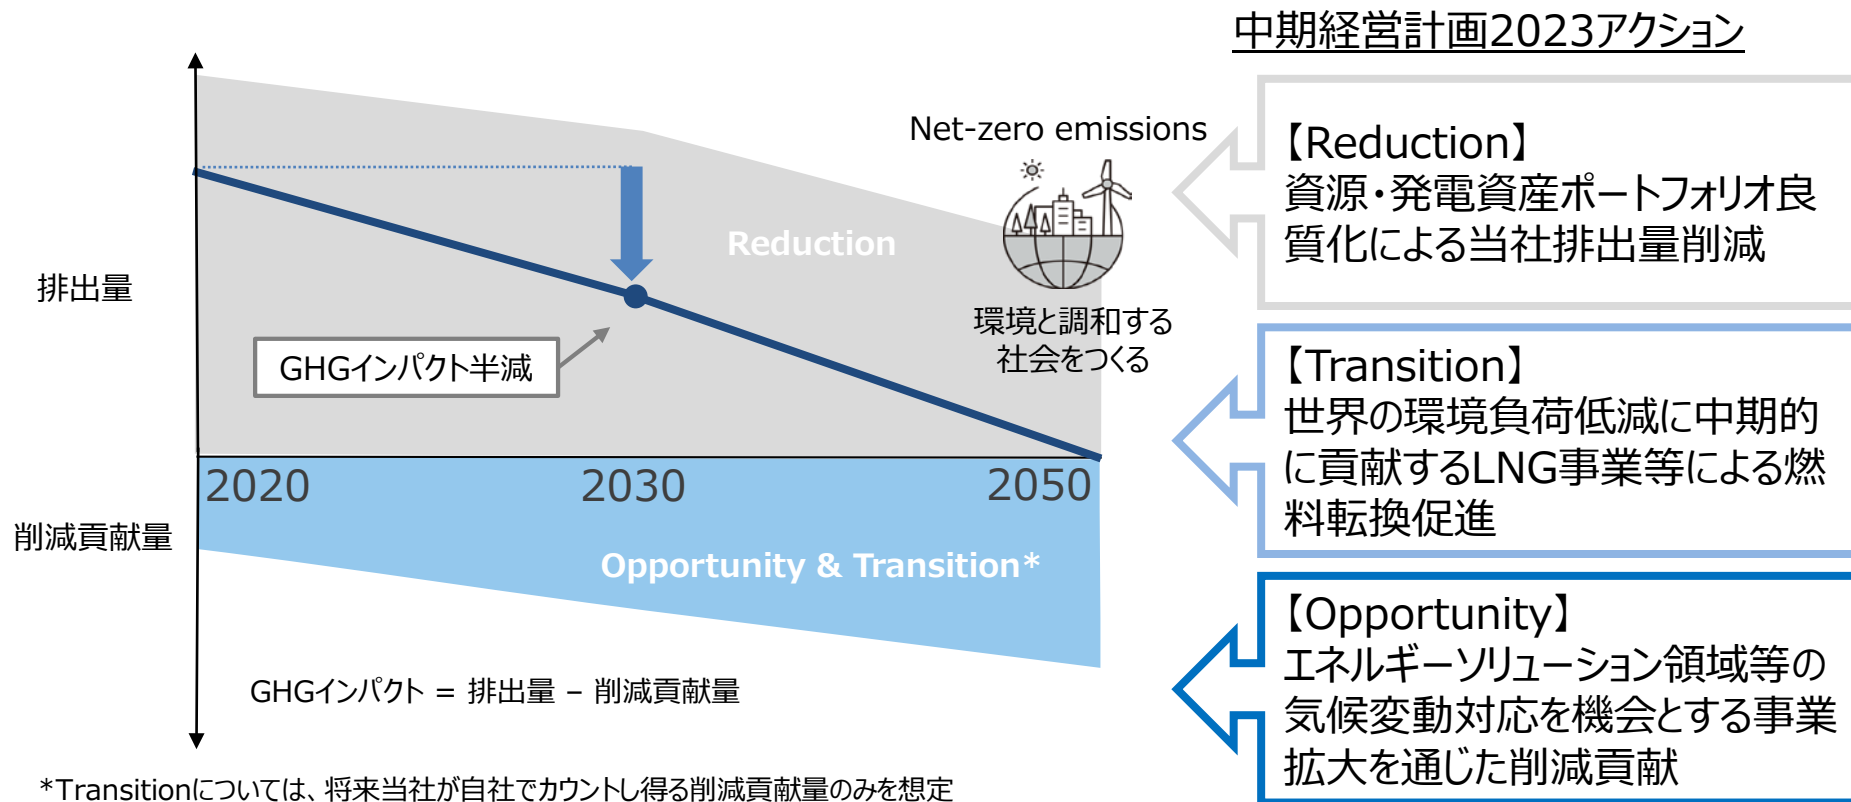 中期経営計画2023アクション
Net-zero emissions
Reduction
環境と調和する
社会をつくる
排出量
GHGインパクト半減
2020
2030
2050
削減貢献量
Opportunity & Transition*
GHGインパクト = 排出量 – 削減貢献量
*Transitionについては、将来当社が自社でカウントし得る削減貢献量のみを想定
【Reduction】
資源・発電資産ポートフォリオ良
質化による当社排出量削減
【Transition】
世界の環境負荷低減に中期的
に貢献するLNG事業等による燃
料転換促進
【Opportunity】
エネルギーソリューション領域等の
気候変動対応を機会とする事業
拡大を通じた削減貢献